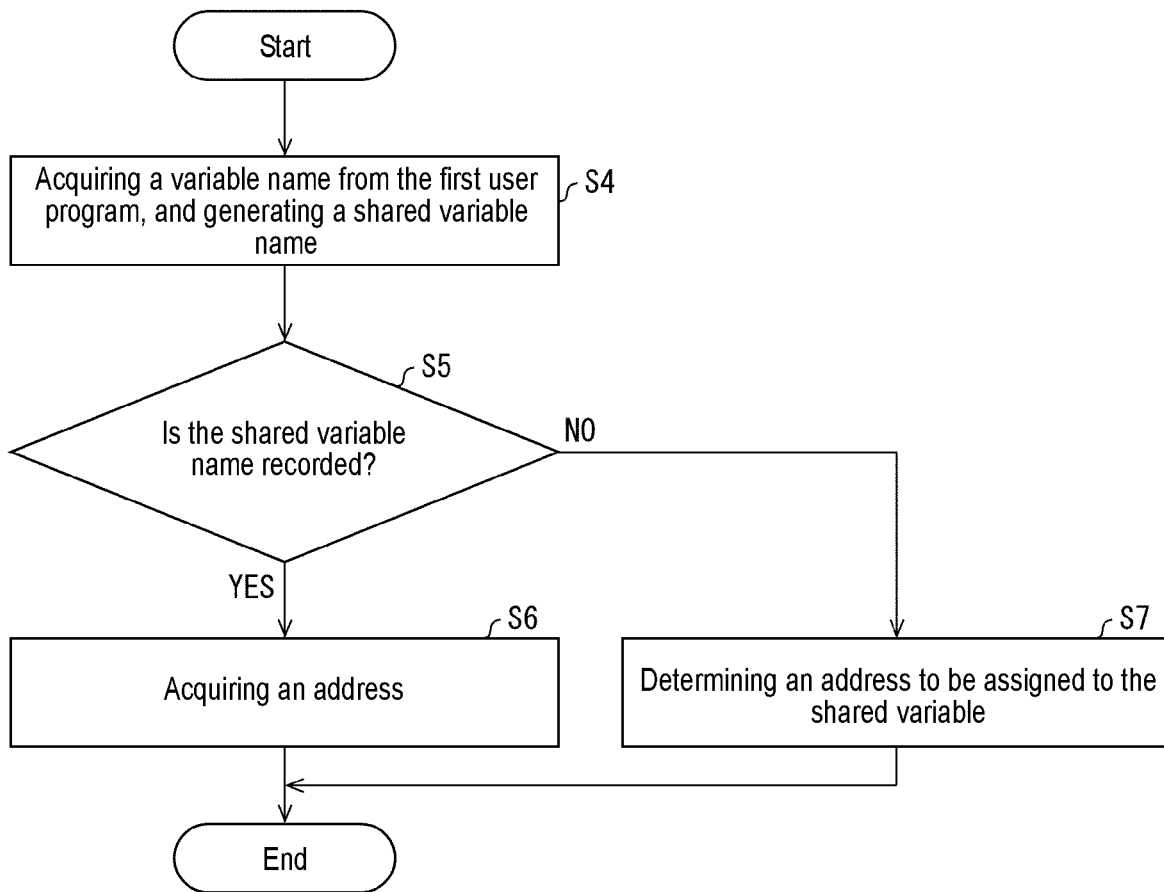 Start
Acquiring a variable name from the first user
program, and generating a shared variable
name
S4
S5
Is the shared variable
name recorded?
NO
YES
S6
Acquiring an address
S7
Determining an address to be assigned to the
shared variable
End